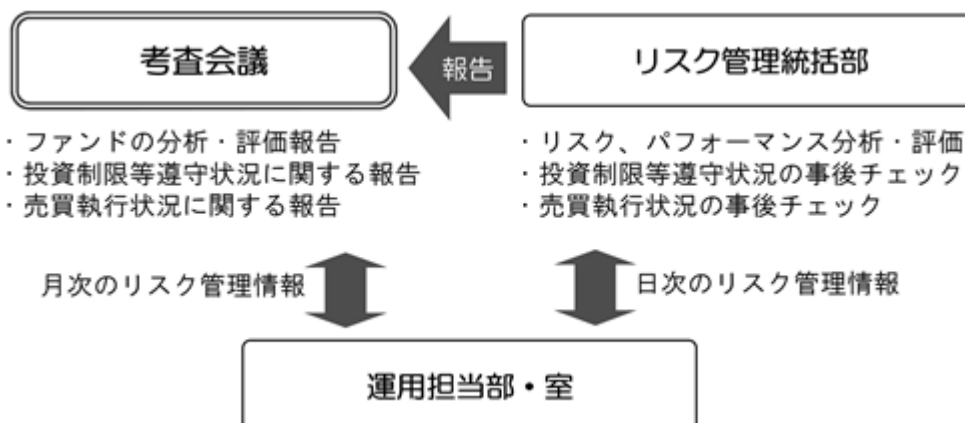 考査会議
報告
リスク管理統括部
・ファンドの分析・評価報告
・投資制限等遵守状況に関する報告
・売買執行状況に関する報告
・リスク、パフォーマンス分析・評価
・投資制限等遵守状況の事後チェック
・売買執行状況の事後チェック
月次のリスク管理情報
日次のリスク管理情報
運用担当部・室